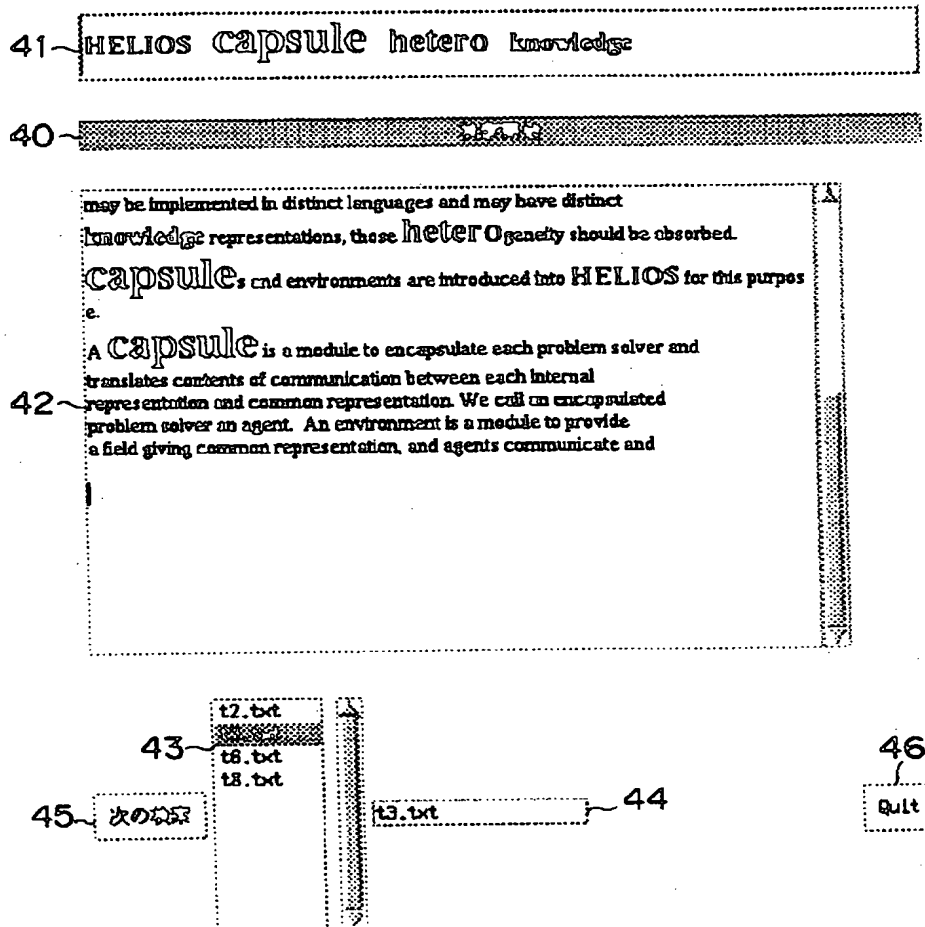 41 HELIOS capsule hetero knowledge
40
may be implemented in distinct languages and may have distinct
knowledge representations, those heterogeneity should be absorbed.
capsules and environments are introduced into HELIOS for this purpos
e.
A capsule is a module to encapsulate each problem solver and
translates contents of communication between each internal
42 representation and common representation. We call an encapsulated
problem solver an agent. An environment is a module to provide
a field giving common representation, and agents communicate and
t2.txt
43
t6.txt
t8.txt
45 次の
t3.txt 44
46
Quit